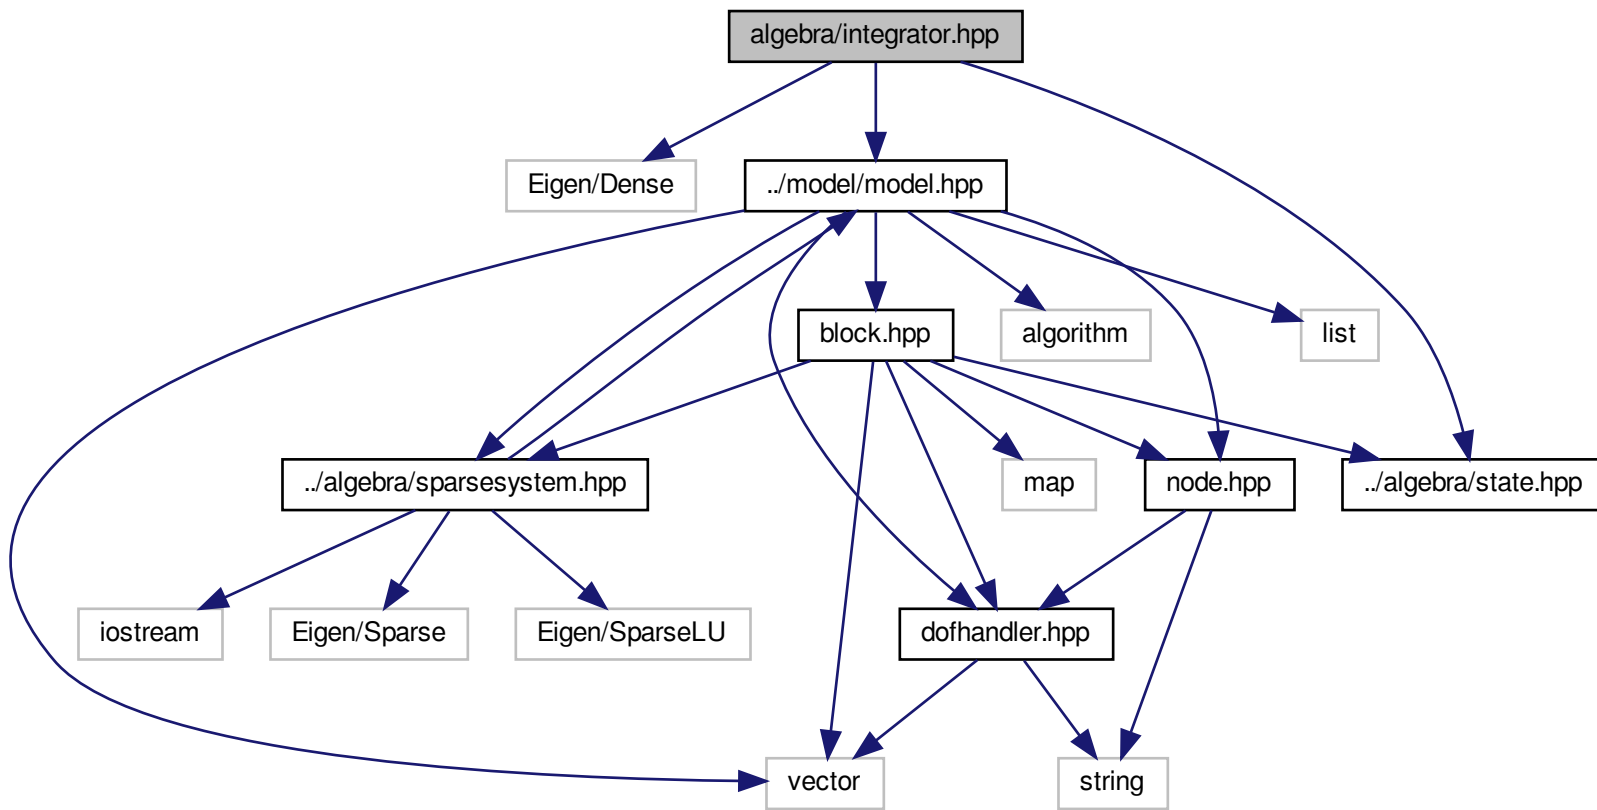 algebra/integrator.hpp
Eigen/Dense
../model/model.hpp
block.hpp
algorithm
list
../algebra/sparsesystem.hpp
map
node.hpp
../algebra/state.hpp
iostream
Eigen/Sparse
Eigen/SparseLU
dofhandler.hpp
vector
string